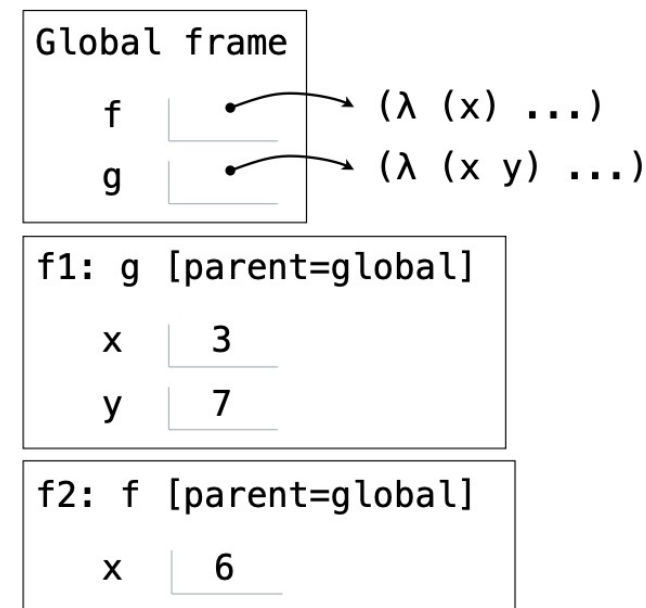 Global frame
f (λ (x) ...)
g (λ (x y) ...)
f1: g [parent=global]
x 3
y 7
f2: f [parent=global]
x 6